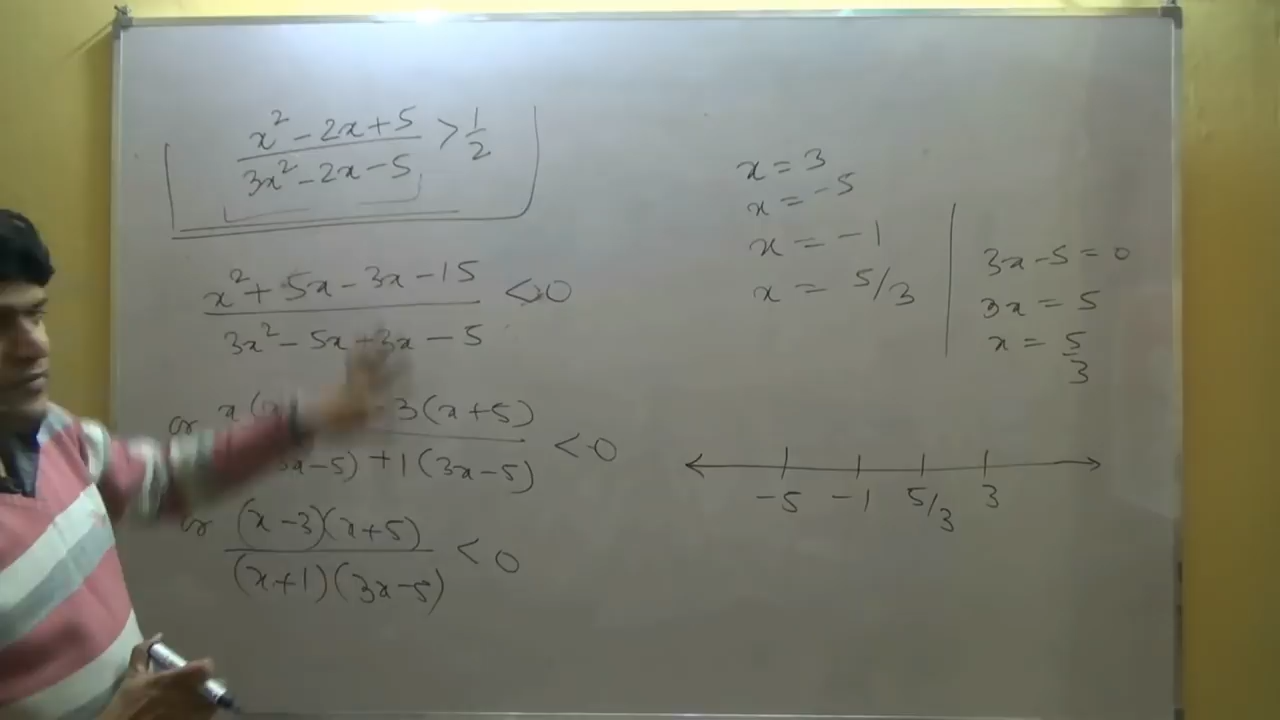 x² - 2x + 5 / 3x² - 2x - 5 > 1/2
x² + 5x - 3x - 15 / 3x² - 5x + 3x - 5 < 0
or x( 3(x+5) / x-5) + 1(3x-5) < 0
or (x-3)(x+5) / (x+1)(3x-5) < 0
x = 3
x = -5
x = -1
x = 5/3
3x - 5 = 0
3x = 5
x = 5/3
-5 -1 5/3 3